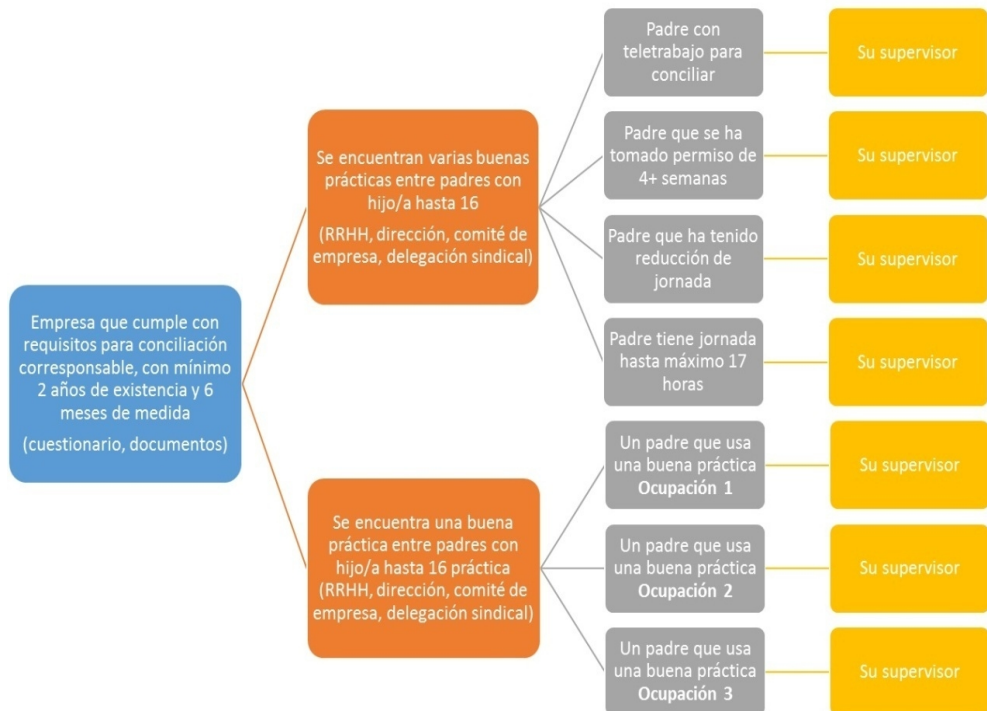 Empresa que cumple con
requisitos para conciliación
corresponsable, con mínimo
2 años de existencia y 6
meses de medida
(cuestionario, documentos)
Se encuentran varias buenas
prácticas entre padres con
hijo/a hasta 16
(RRHH, dirección, comité de
empresa, delegación sindical)
Padre con
teletrabajo para
conciliar
Su supervisor
Padre que se ha
tomado permiso de
4+ semanas
Su supervisor
Padre que ha tenido
reducción de
jornada
Su supervisor
Padre tiene jornada
hasta máximo 17
horas
Su supervisor
Se encuentra una buena
práctica entre padres con
hijo/a hasta 16 práctica
(RRHH, dirección, comité de
empresa, delegación sindical)
Un padre que usa
una buena práctica
Ocupación 1
Su supervisor
Un padre que usa
una buena práctica
Ocupación 2
Su supervisor
Un padre que usa
una buena práctica
Ocupación 3
Su supervisor